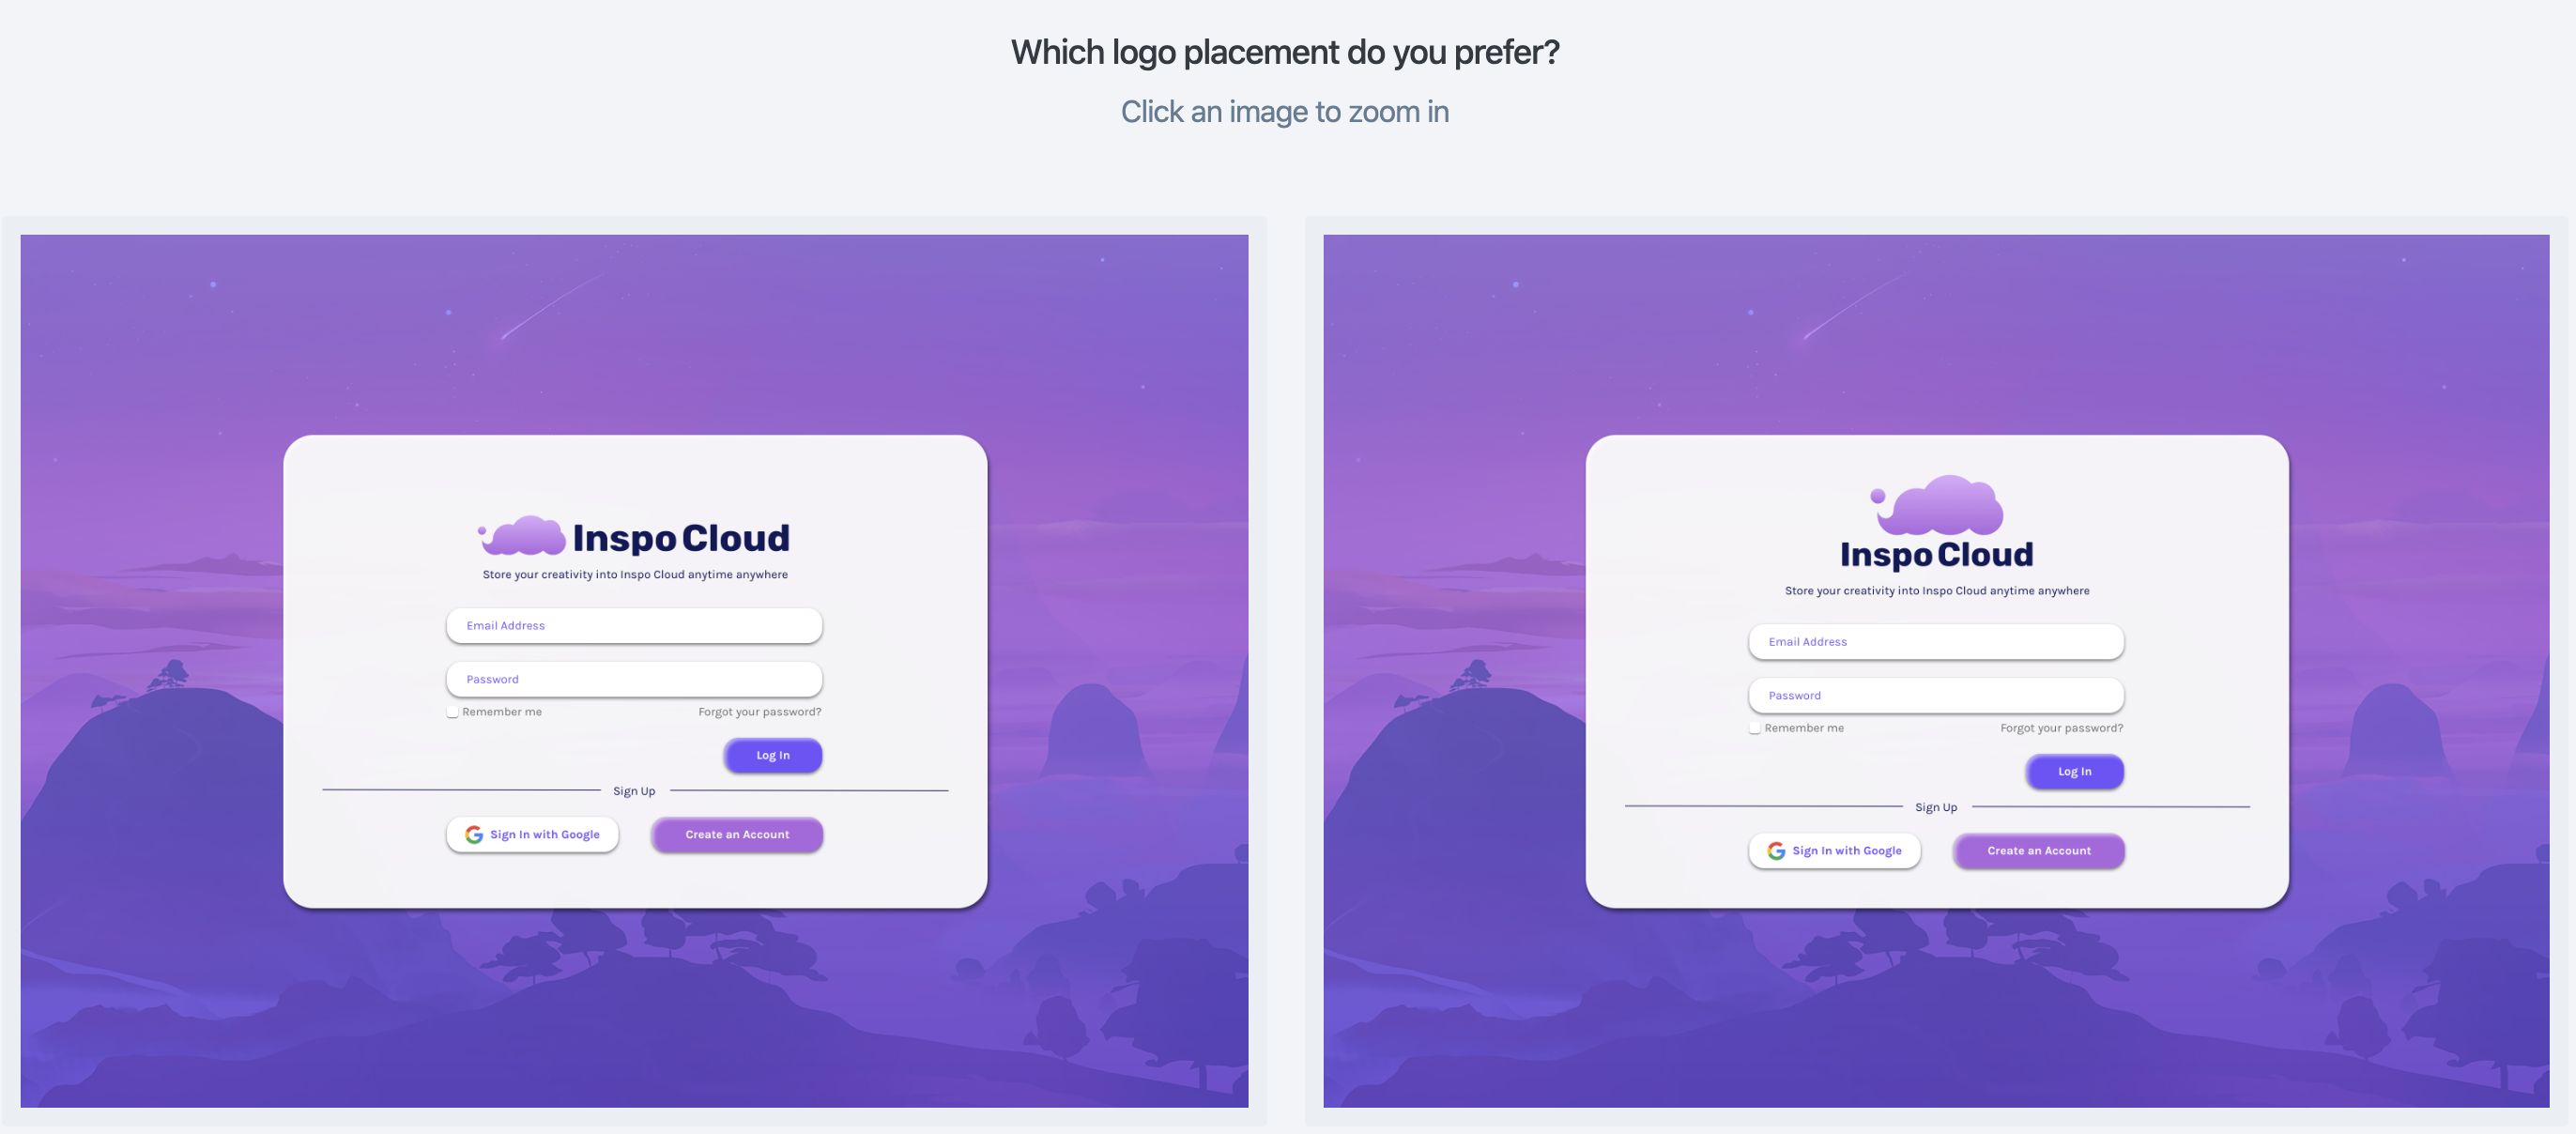 Which logo placement do you prefer?
Click an image to zoom in
Inspo Cloud
Store your creativity into Inspo Cloud anytime anywhere
Email Address
Password
Remember me
Forgot your password?
Log In
Sign Up
Sign In with Google
Create an Account
Inspo Cloud
Store your creativity into Inspo Cloud anytime anywhere
Email Address
Password
Remember me
Forgot your password?
Log In
Sign Up
Sign In with Google
Create an Account